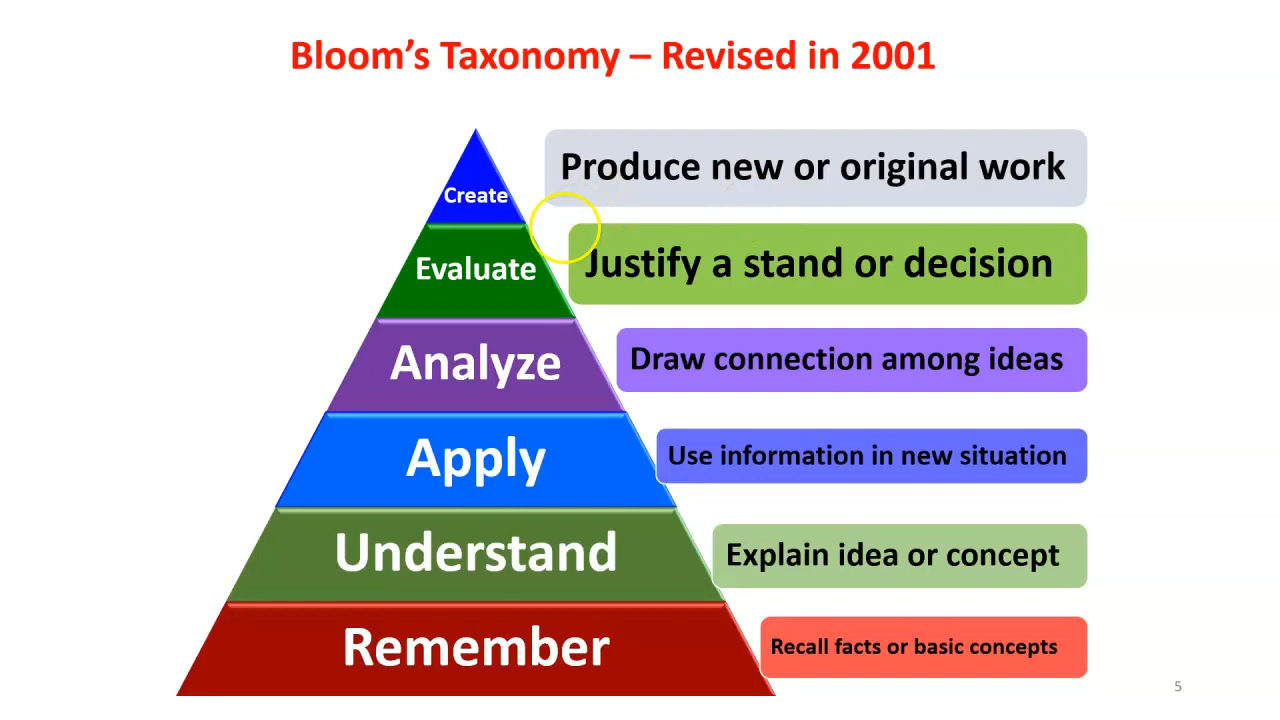 Bloom’s Taxonomy – Revised in 2001
Create
Produce new or original work
Evaluate
Justify a stand or decision
Analyze
Draw connection among ideas
Apply
Use information in new situation
Understand
Explain idea or concept
Remember
Recall facts or basic concepts
5